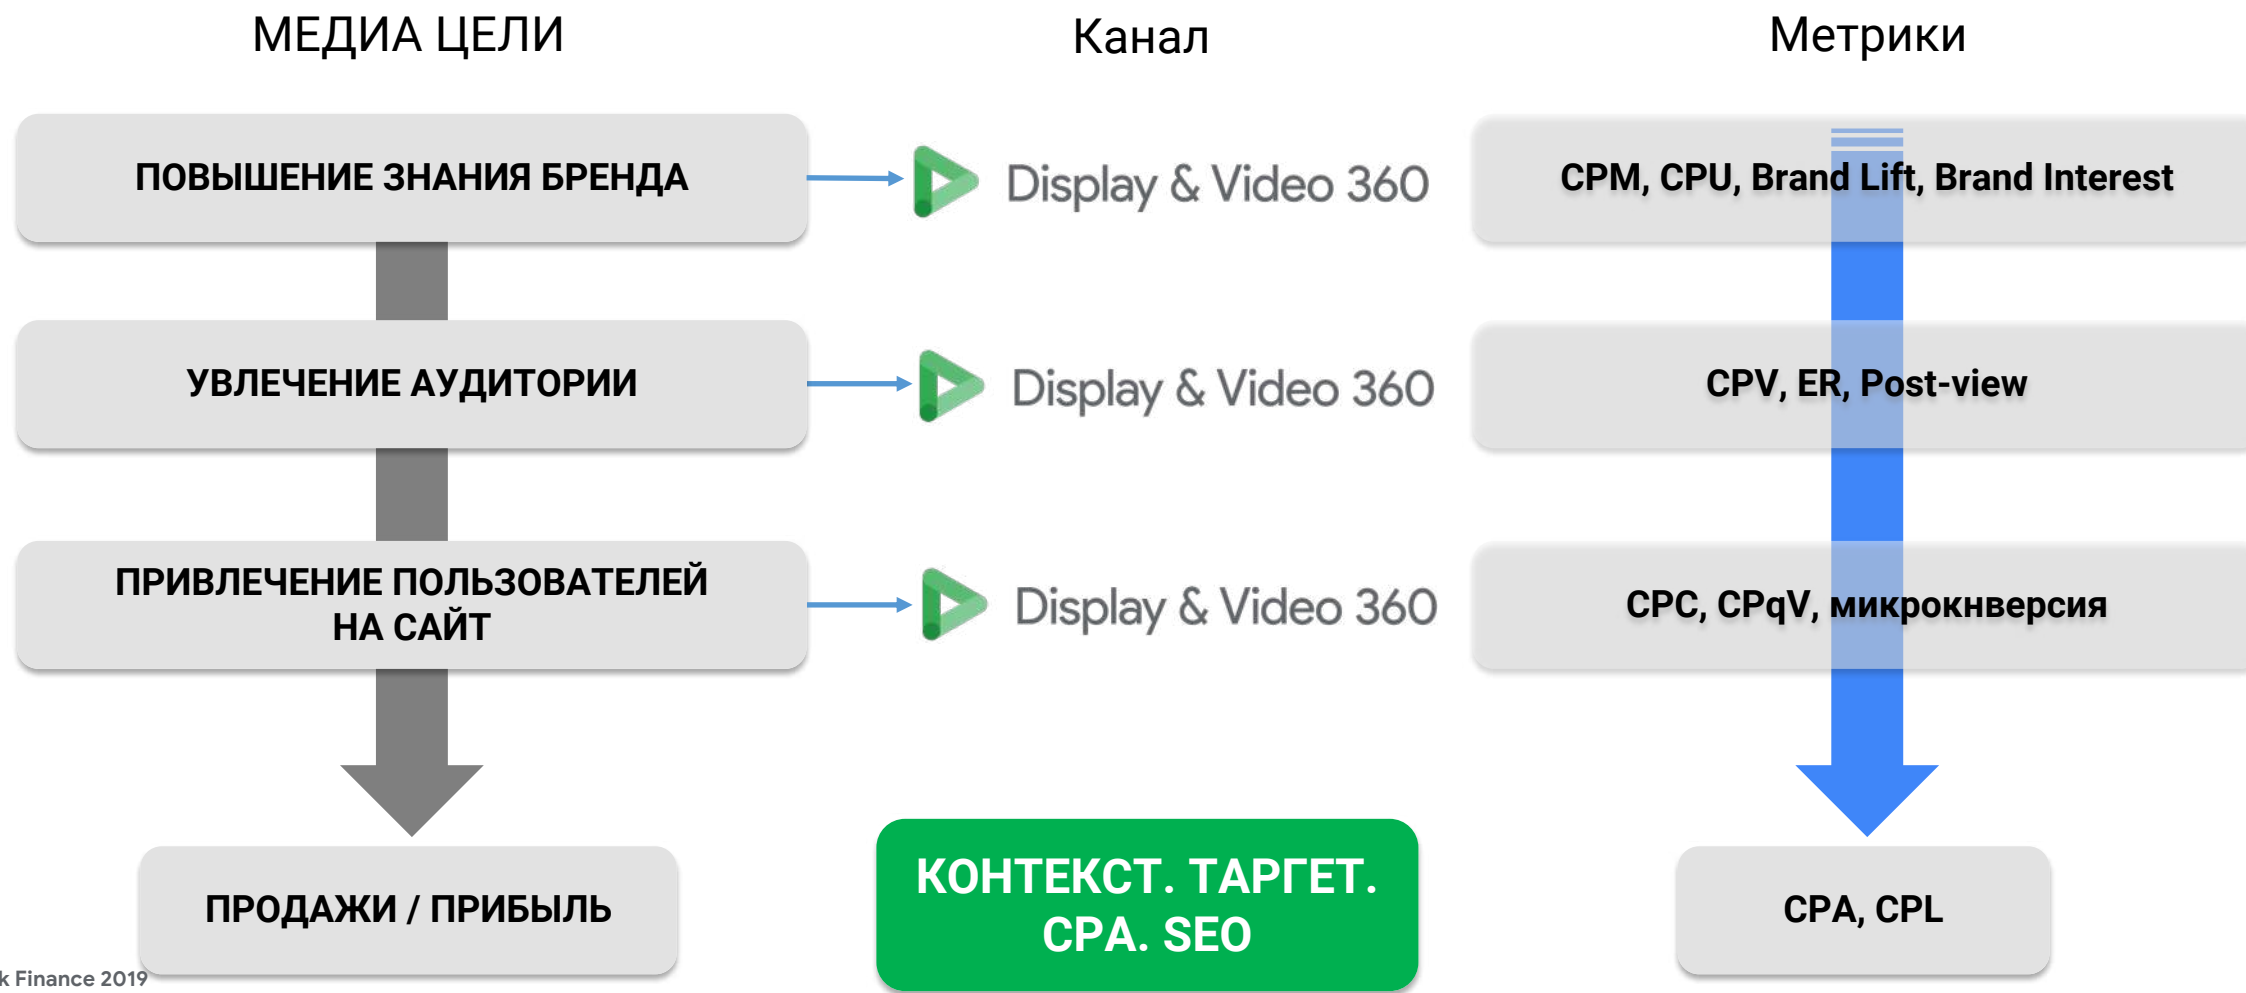 МЕДИА ЦЕЛИ
Канал
Метрики
ПОВЫШЕНИЕ ЗНАНИЯ БРЕНДА
Display & Video 360
CPM, CPU, Brand Lift, Brand Interest
УВЛЕЧЕНИЕ АУДИТОРИИ
Display & Video 360
CPV, ER, Post-view
ПРИВЛЕЧЕНИЕ ПОЛЬЗОВАТЕЛЕЙ
НА САЙТ
Display & Video 360
CPC, CPqV, микрокнверсия
ПРОДАЖИ / ПРИБЫЛЬ
КОНТЕКСТ. ТАРГЕТ.
CPA. SEO
CPA, CPL
k Finance 2019